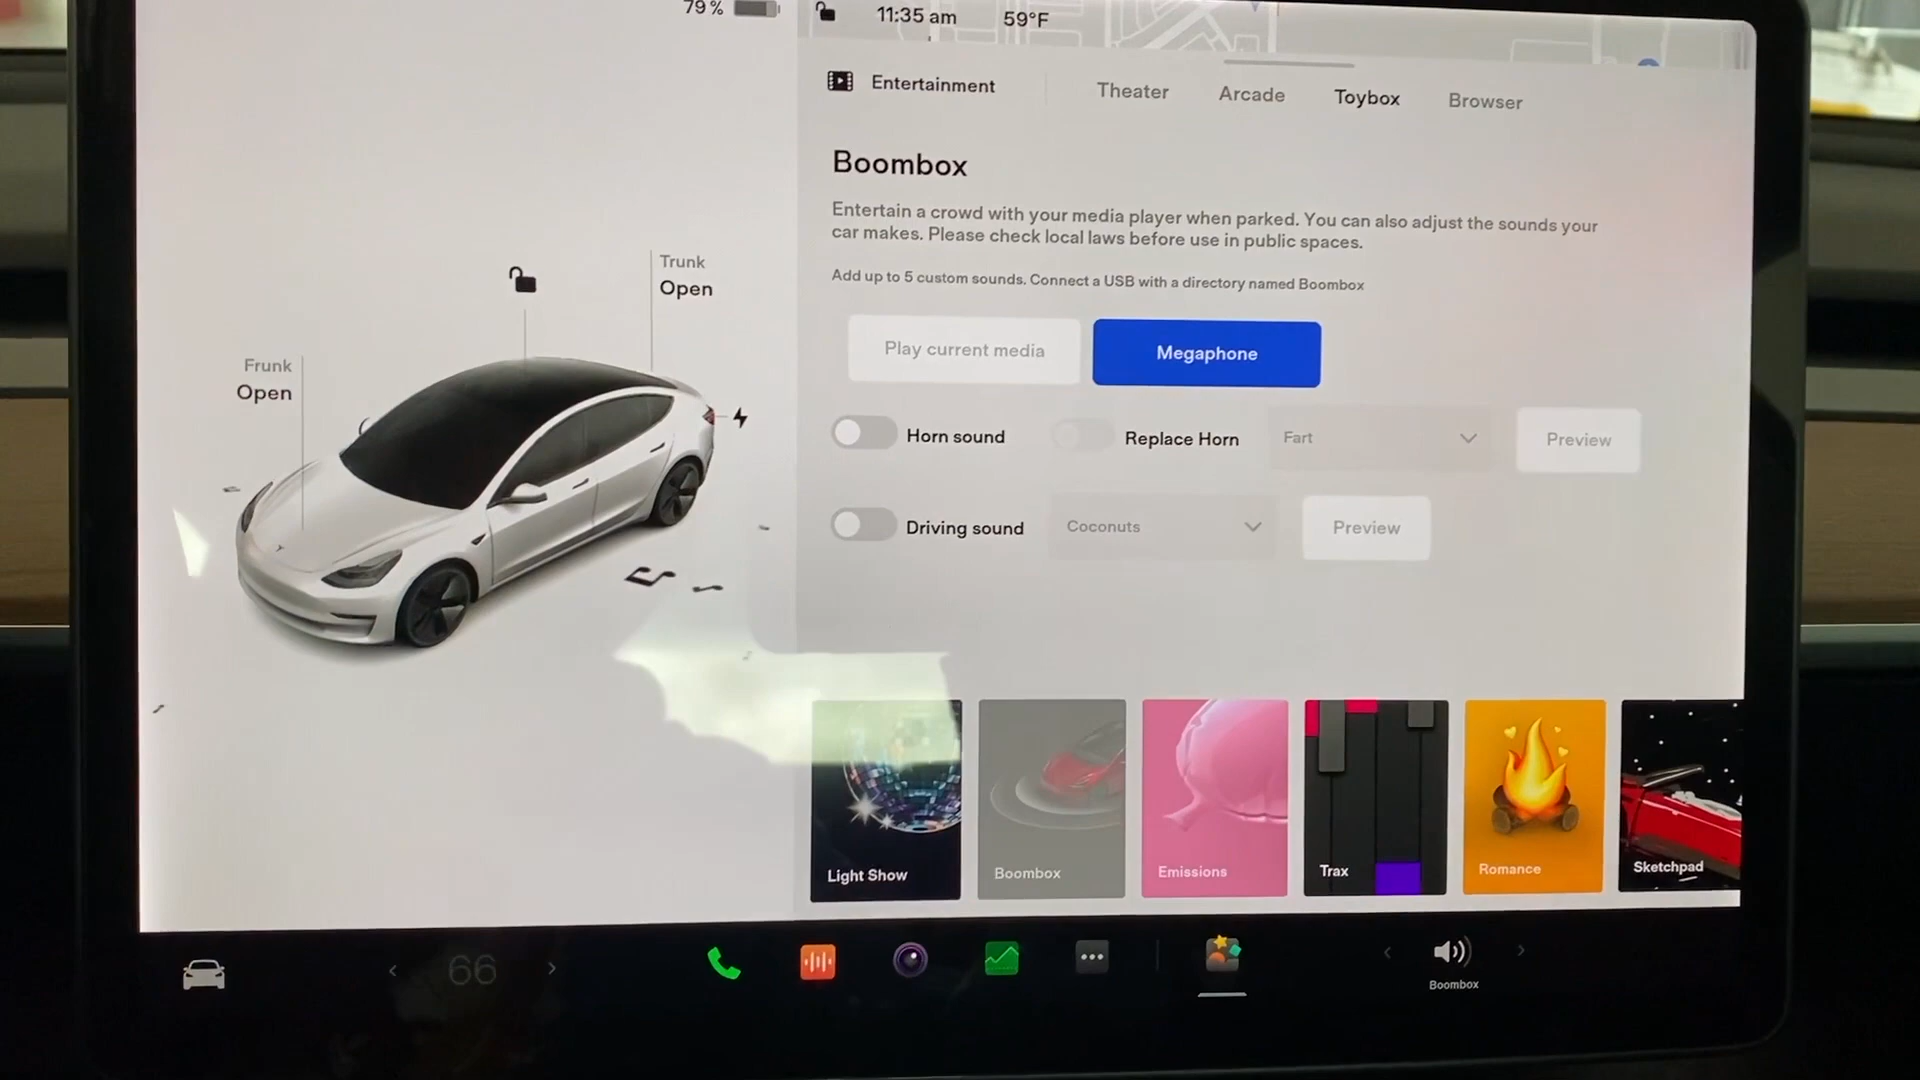 79 %
11:35 am
59°F
Entertainment
Theater
Arcade
Toybox
Browser
Boombox
Entertain a crowd with your media player when parked. You can also adjust the sounds your
car makes. Please check local laws before use in public spaces.
Add up to 5 custom sounds. Connect a USB with a directory named Boombox
Trunk
Open
Frunk
Open
Play current media
Megaphone
Horn sound
Replace Horn
Fart
Preview
Driving sound
Coconuts
Preview
Light Show
Boombox
Emissions
Trax
Romance
Sketchpad
66
Boombox